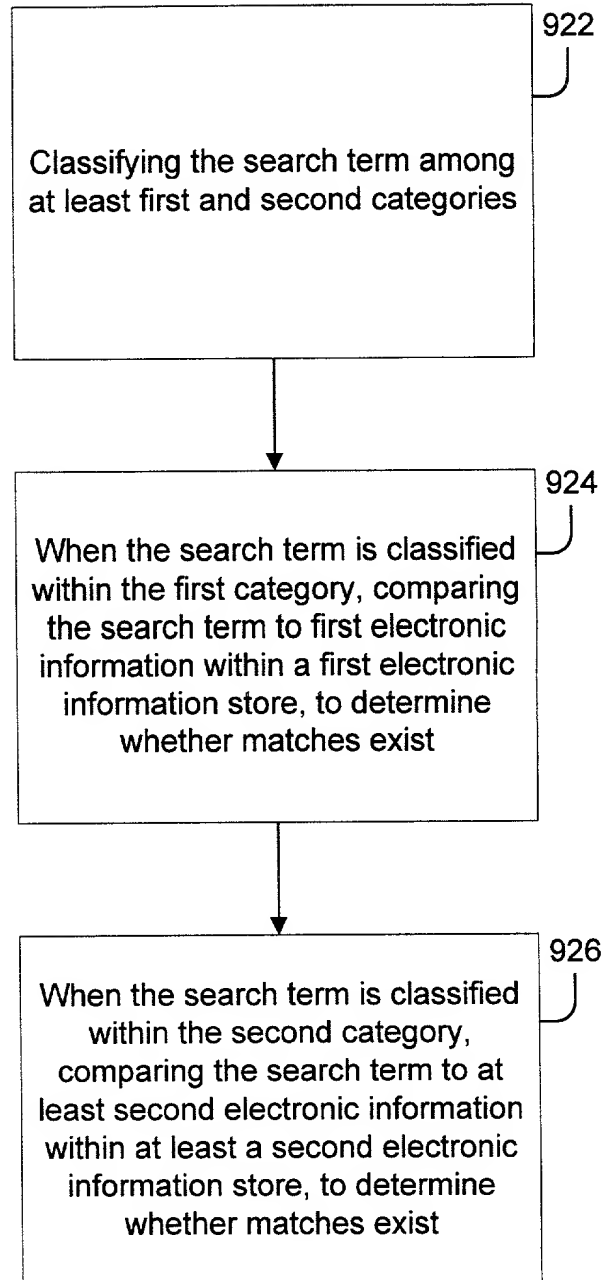 922
Classifying the search term among
at least first and second categories
924
When the search term is classified
within the first category, comparing
the search term to first electronic
information within a first electronic
information store, to determine
whether matches exist
926
When the search term is classified
within the second category,
comparing the search term to at
least second electronic information
within at least a second electronic
information store, to determine
whether matches exist